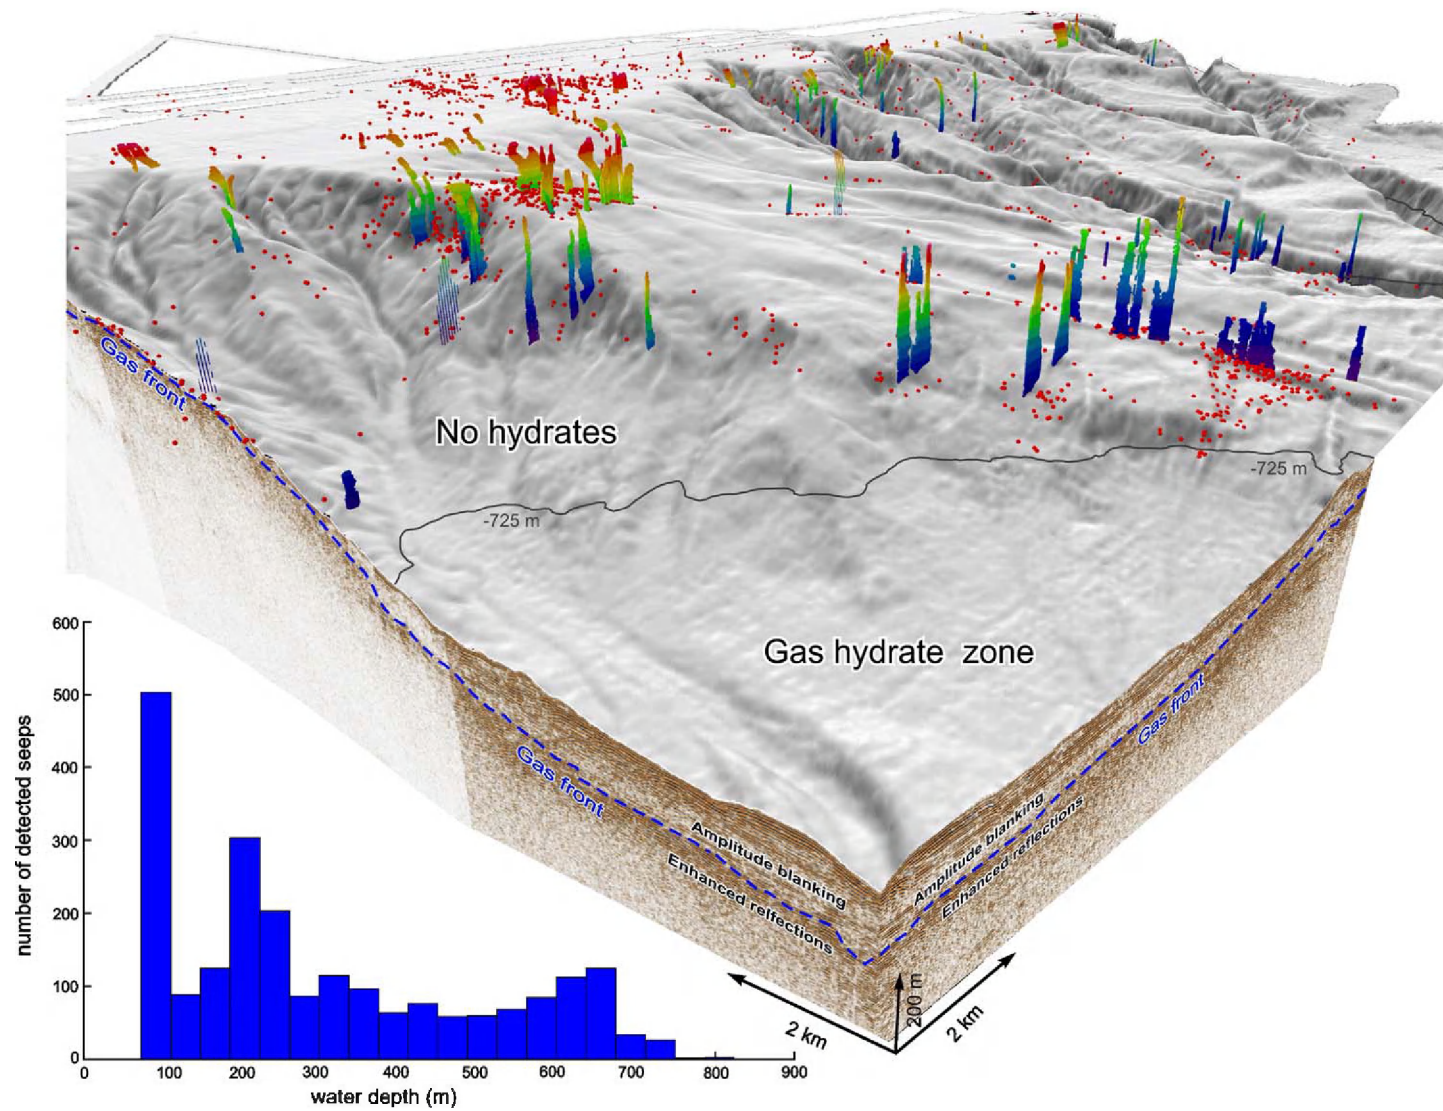 Gas front
No hydrates
-725 m
-725 m
Gas hydrate zone
Gas front
Gas front
Amplitude blanking
Enhanced relfections
Amplitude blanking
Enhanced reflections
200 m
2 km
2 km
600
500
400
300
200
100
0
number of detected seeps
0 100 200 300 400 500 600 700 800 900
water depth (m)